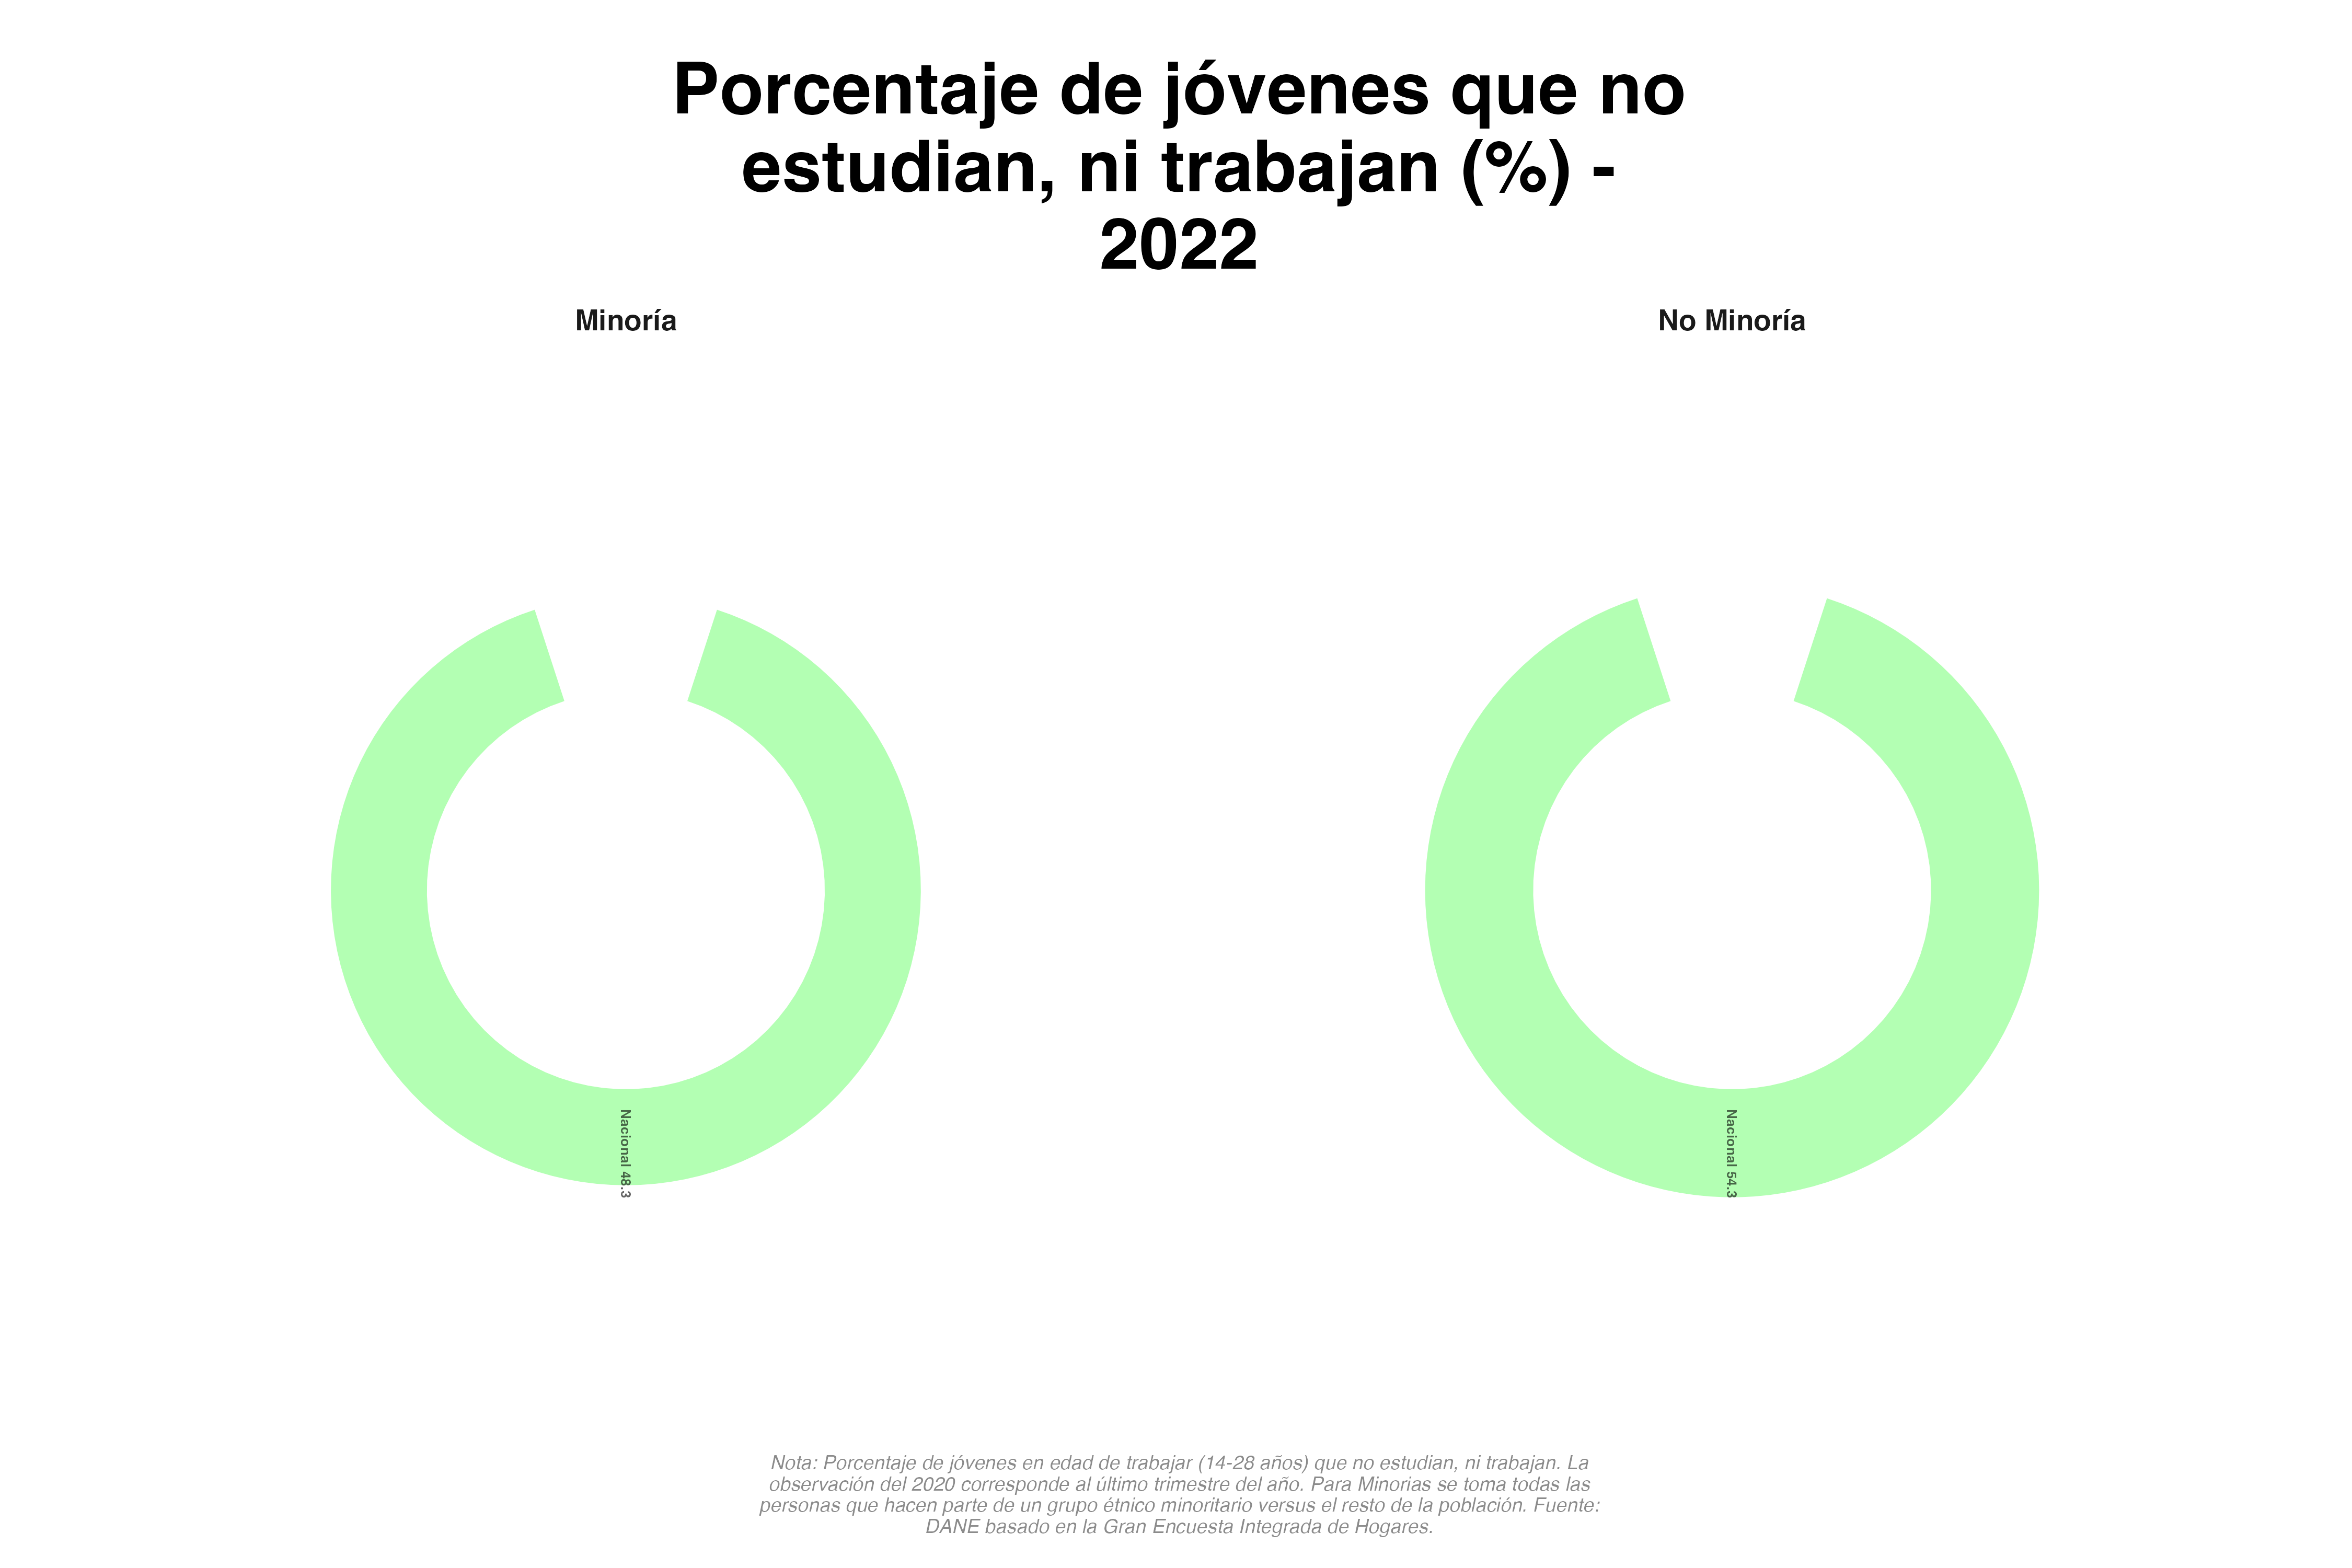 Porcentaje de jóvenes que no
estudian, ni trabajan (%) -
2022
Minoría
No Minoría
Nacional 48.3
Nacional 54.3
Nota: Porcentaje de jóvenes en edad de trabajar (14-28 años) que no estudian, ni trabajan. La
observación del 2020 corresponde al último trimestre del año. Para Minorias se toma todas las
personas que hacen parte de un grupo étnico minoritario versus el resto de la población. Fuente:
DANE basado en la Gran Encuesta Integrada de Hogares.